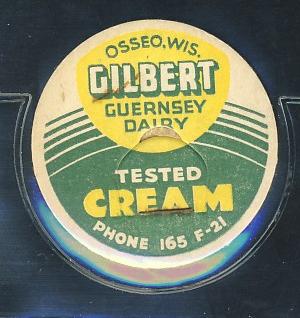 OSSEO, WIS.
GILBERT
GUERNSEY
DAIRY
TESTED
CREAM
PHONE 165 F-21